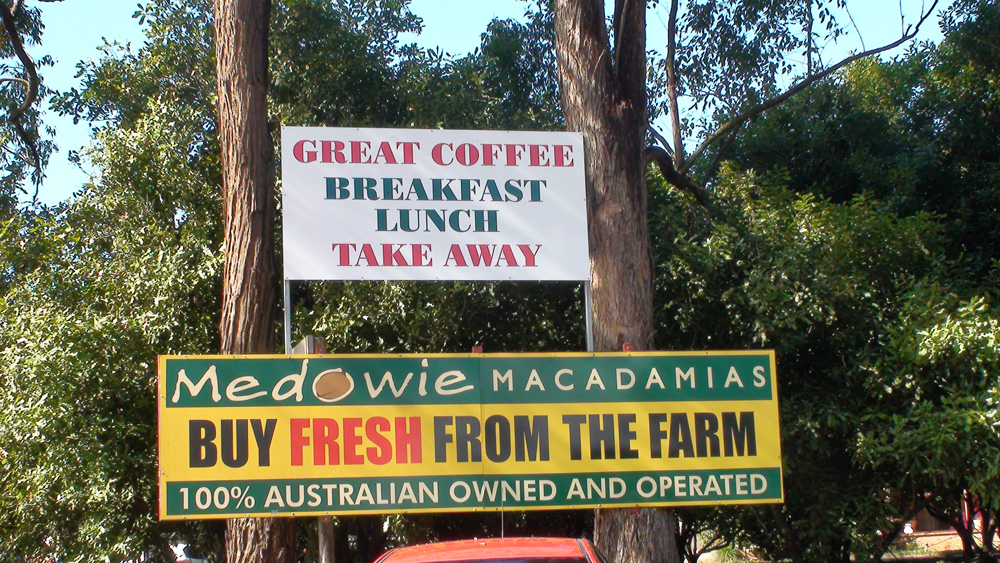 GREAT COFFEE
BREAKFAST
LUNCH
TAKE AWAY
Medowie MACADAMIAS
BUY FRESH FROM THE FARM
100% AUSTRALIAN OWNED AND OPERATED